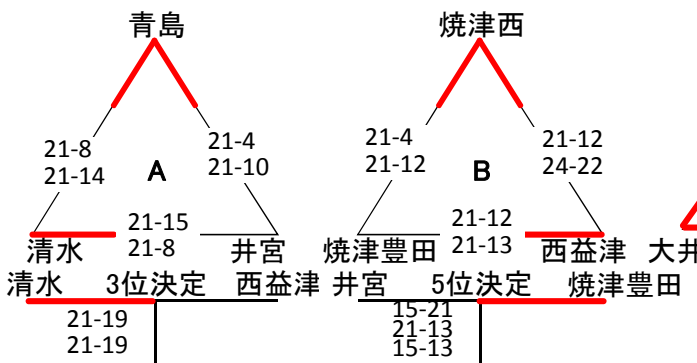 青島 焼津西
21-8 21-4 21-4 21-12
21-14 A 21-10 21-12 B 24-22
21-15 21-12
21-8 21-13
清水 井宮 焼津豊田 西益津 大井
清水 3位決定 西益津 井宮 5位決定 焼津豊田
21-19 15-21
21-19 21-13
15-13